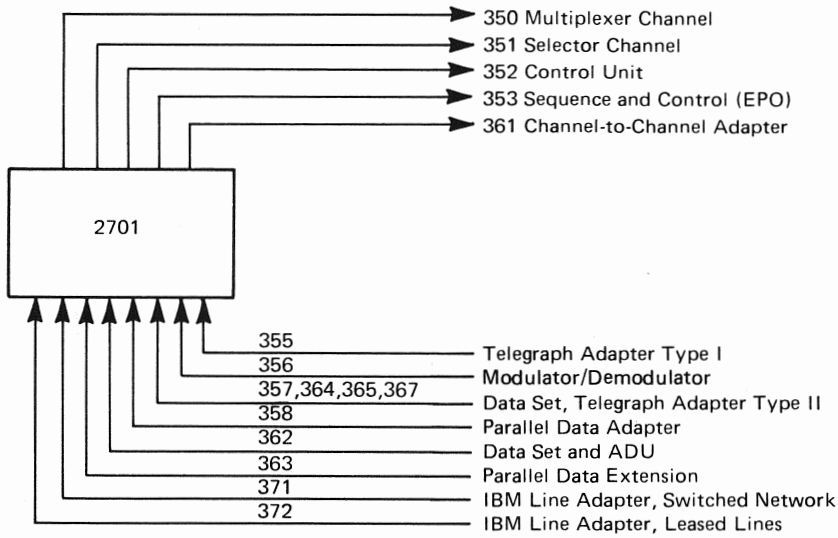 350 Multiplexer Channel
351 Selector Channel
352 Control Unit
353 Sequence and Control (EPO)
361 Channel-to-Channel Adapter
2701
355 Telegraph Adapter Type I
356 Modulator/Demodulator
357,364,365,367 Data Set, Telegraph Adapter Type II
358 Parallel Data Adapter
362 Data Set and ADU
363 Parallel Data Extension
371 IBM Line Adapter, Switched Network
372 IBM Line Adapter, Leased Lines